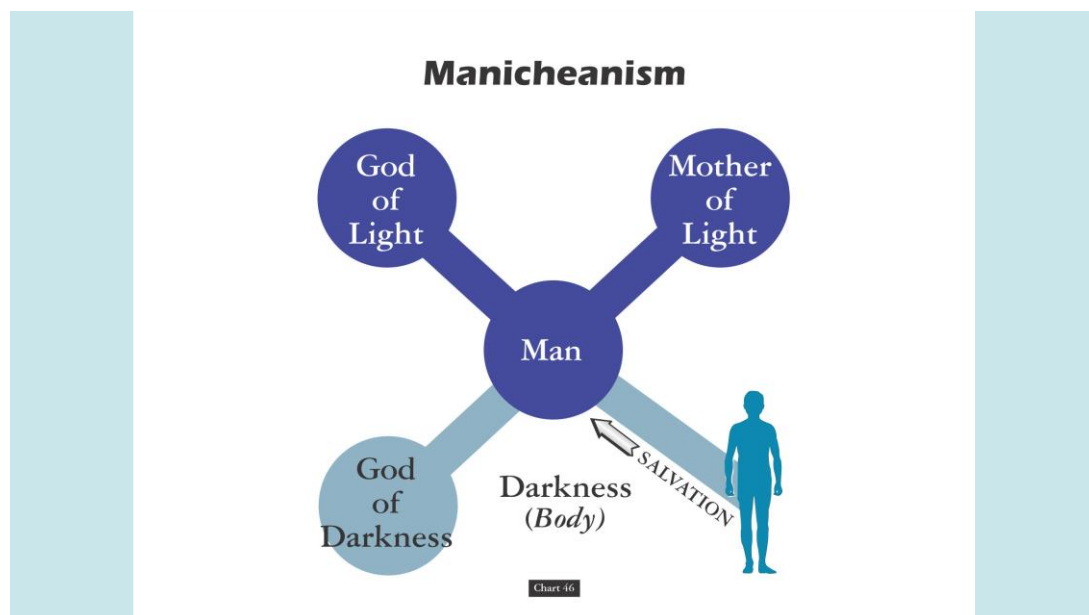 Manicheanism
God
of
Light
Mother
of
Light
Man
God
of
Darkness
Darkness
(Body)
SALVATION
Chart 46